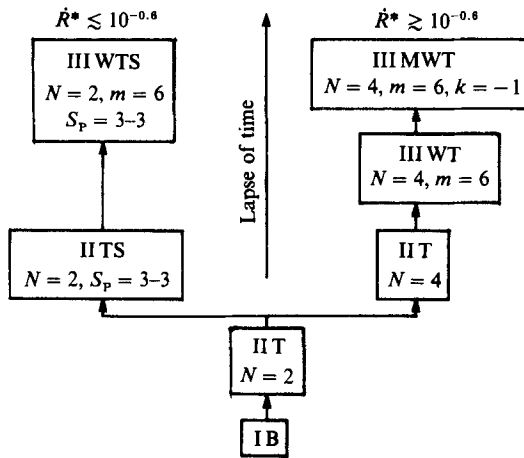 Ṙ* ≲ 10^{-0.6}
Ṙ* ≳ 10^{-0.6}
III WTS
N = 2, m = 6
S_P = 3–3
III MWT
N = 4, m = 6, k = −1
III WT
N = 4, m = 6
Lapse of time
II TS
N = 2, S_P = 3–3
II T
N = 4
II T
N = 2
I B